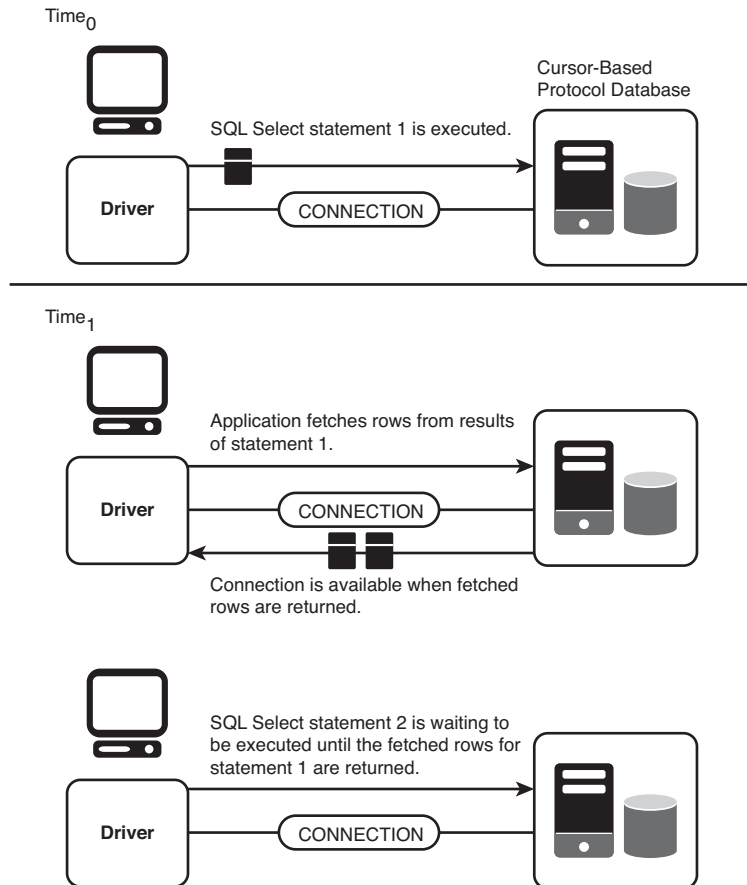 Time0
Cursor-Based
Protocol Database
SQL Select statement 1 is executed.
Driver
CONNECTION
Time1
Application fetches rows from results
of statement 1.
Driver
CONNECTION
Connection is available when fetched
rows are returned.
SQL Select statement 2 is waiting to
be executed until the fetched rows for
statement 1 are returned.
Driver
CONNECTION